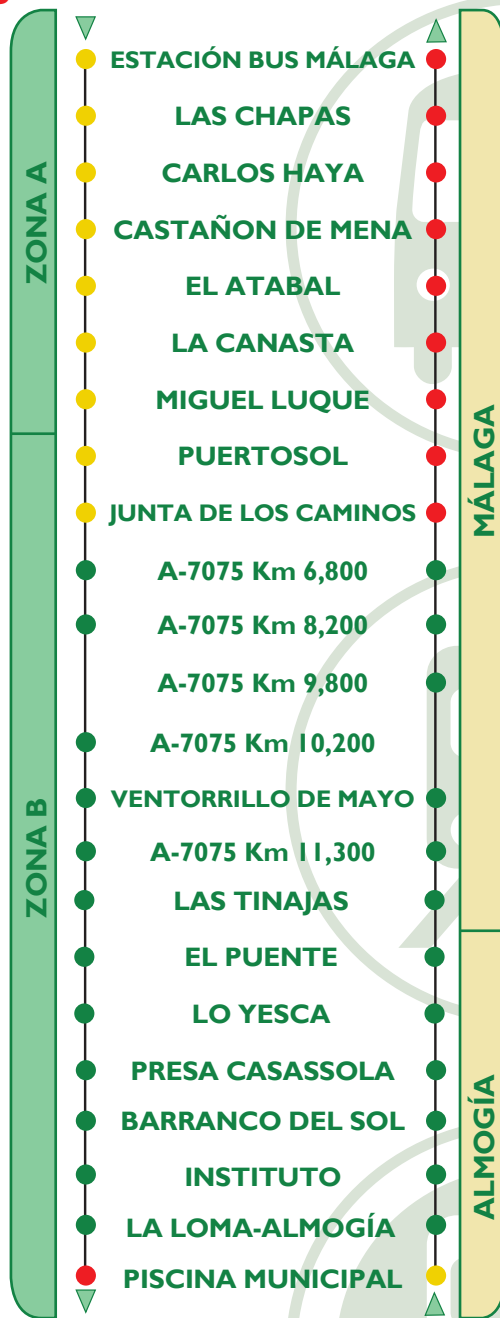 ESTACIÓN BUS MÁLAGA
LAS CHAPAS
CARLOS HAYA
CASTAÑON DE MENA
EL ATABAL
LA CANASTA
MIGUEL LUQUE
PUERTOSOL
JUNTA DE LOS CAMINOS
A-7075 Km 6,800
A-7075 Km 8,200
A-7075 Km 9,800
A-7075 Km 10,200
VENTORRILLO DE MAYO
A-7075 Km 11,300
LAS TINAJAS
EL PUENTE
LO YESCA
PRESA CASASSOLA
BARRANCO DEL SOL
INSTITUTO
LA LOMA-ALMOGÍA
PISCINA MUNICIPAL
ZONA A
ZONA B
MÁLAGA
ALMOGÍA